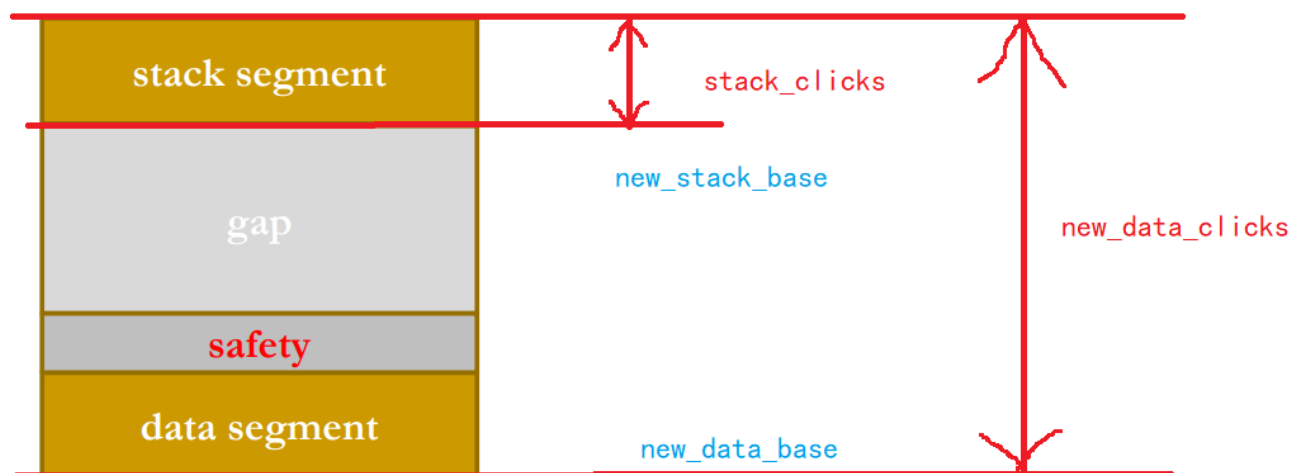 stack segment
stack_clicks
new_stack_base
gap
new_data_clicks
safety
data segment
new_data_base